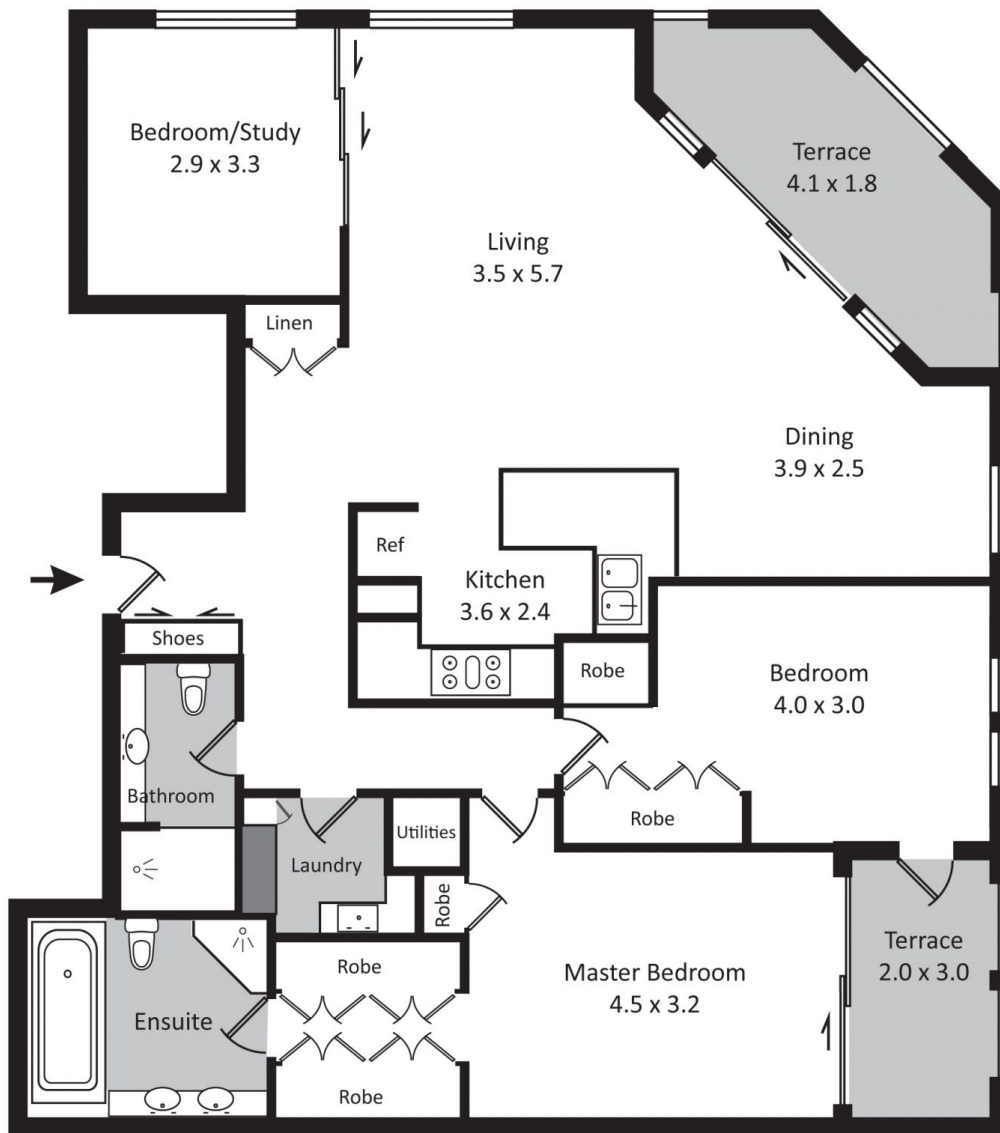 Bedroom/Study
2.9 x 3.3
Terrace
4.1 x 1.8
Living
3.5 x 5.7
Linen
Dining
3.9 x 2.5
Ref
Kitchen
3.6 x 2.4
Shoes
Robe
Bedroom
4.0 x 3.0
Bathroom
Robe
Utilities
Laundry
Robe
Terrace
2.0 x 3.0
Robe
Master Bedroom
4.5 x 3.2
Ensuite
Robe